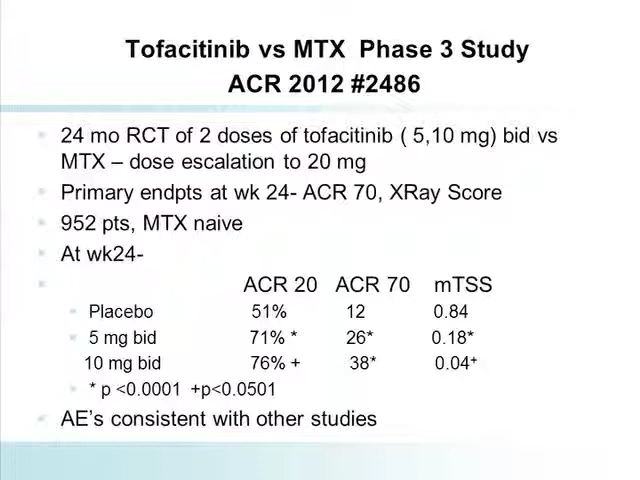 Tofacitinib vs MTX Phase 3 Study
ACR 2012 #2486
24 mo RCT of 2 doses of tofacitinib ( 5,10 mg) bid vs
MTX – dose escalation to 20 mg
Primary endpts at wk 24- ACR 70, XRay Score
952 pts, MTX naive
At wk24-
ACR 20 ACR 70 mTSS
Placebo 51% 12 0.84
5 mg bid 71% * 26* 0.18*
10 mg bid 76% + 38* 0.04+
* p <0.0001 +p<0.0501
AE's consistent with other studies